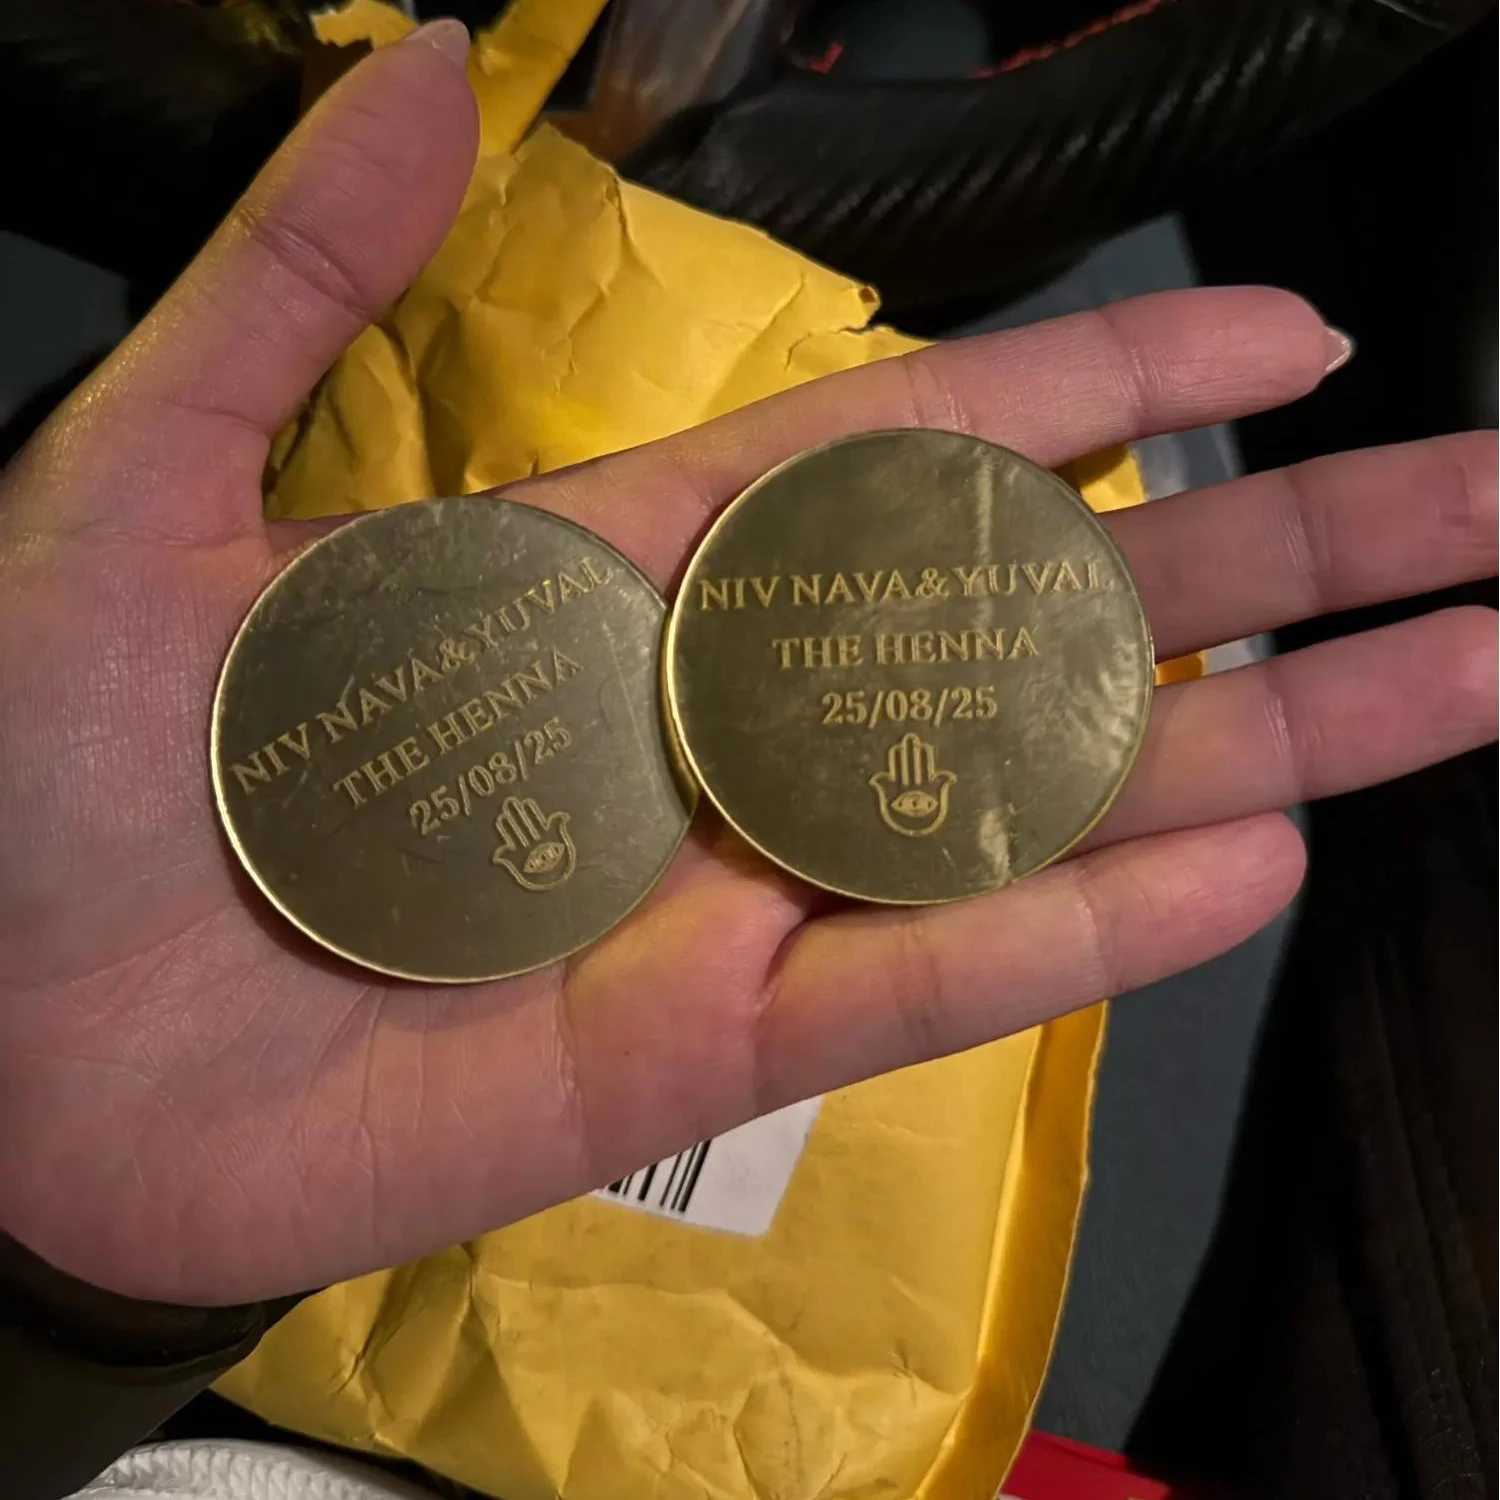 NIV NAVA & YUVAL
THE HENNA
25/08/25
NIV NAVA & YUVAL
THE HENNA
25/08/25